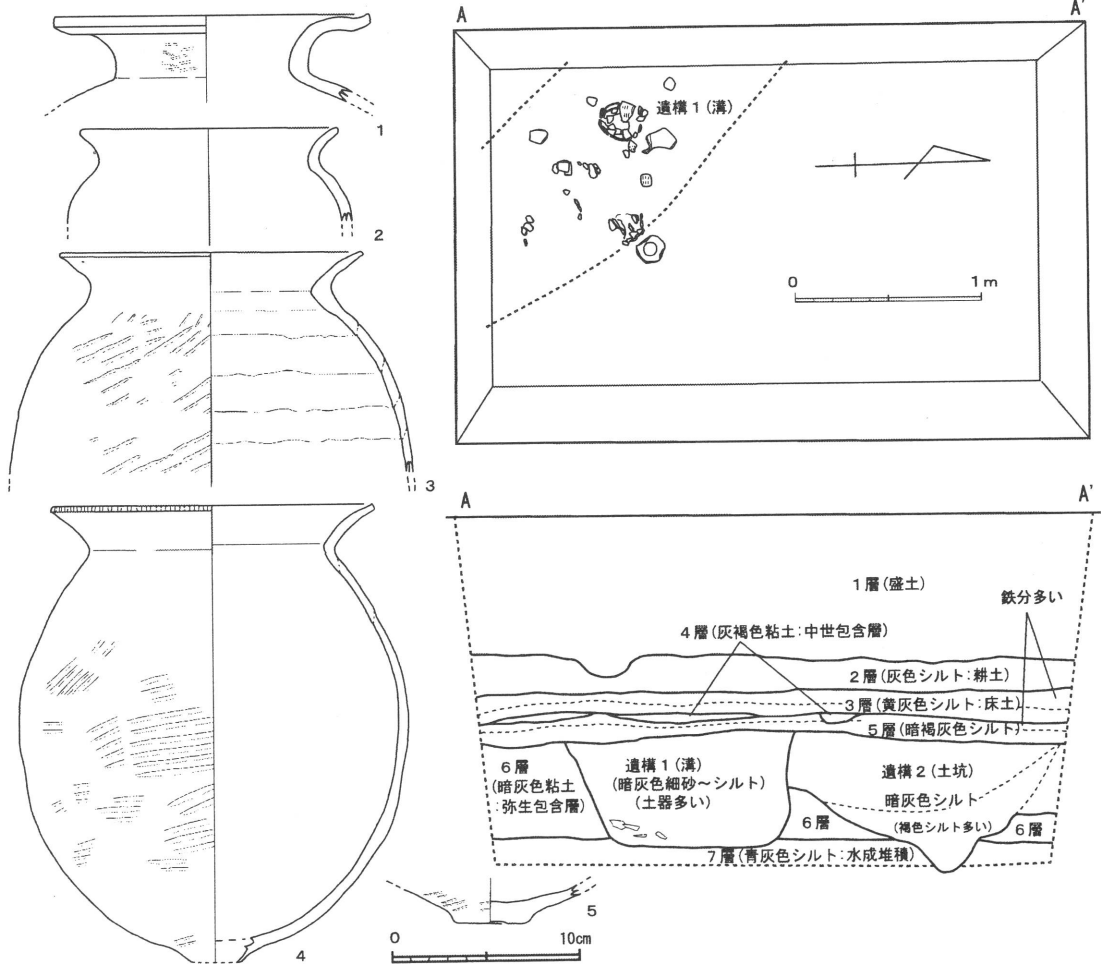 1
2
3
4
5
0 10cm
A A'
遺構1(溝)
0 1m
A A'
1層(盛土)
鉄分多い
4層(灰褐色粘土:中世包含層)
2層(灰色シルト:耕土)
3層(黄灰色シルト:床土)
5層(暗褐灰色シルト)
6層
(暗灰色粘土
:弥生包含層)
遺構1(溝)
(暗灰色細砂～シルト)
(土器多い)
遺構2(土坑)
暗灰色シルト
(褐色シルト多い)
6層
6層
7層(青灰色シルト:水成堆積)